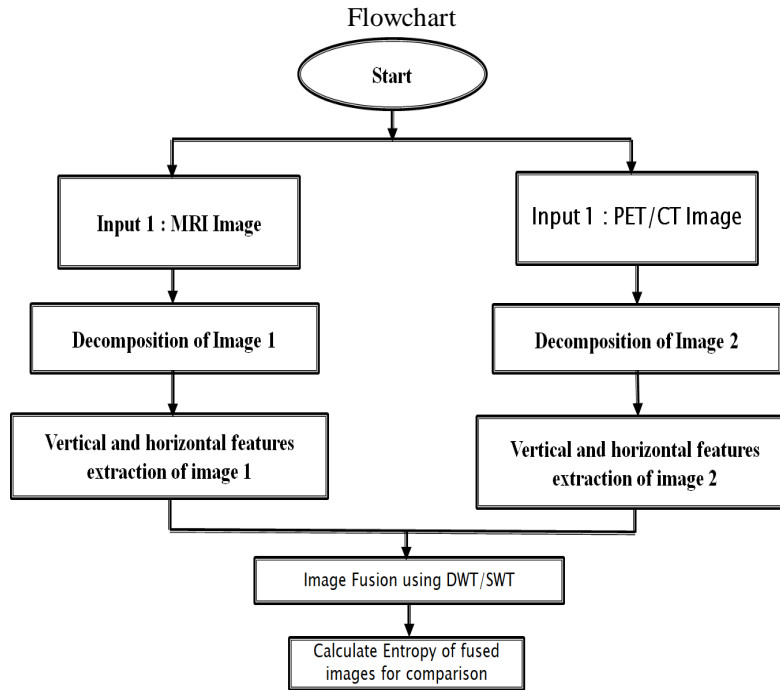 Flowchart
Start
Input 1 : MRI Image
Input 1 : PET/CT Image
Decomposition of Image 1
Decomposition of Image 2
Vertical and horizontal features
extraction of image 1
Vertical and horizontal features
extraction of image 2
Image Fusion using DWT/SWT
Calculate Entropy of fused
images for comparison